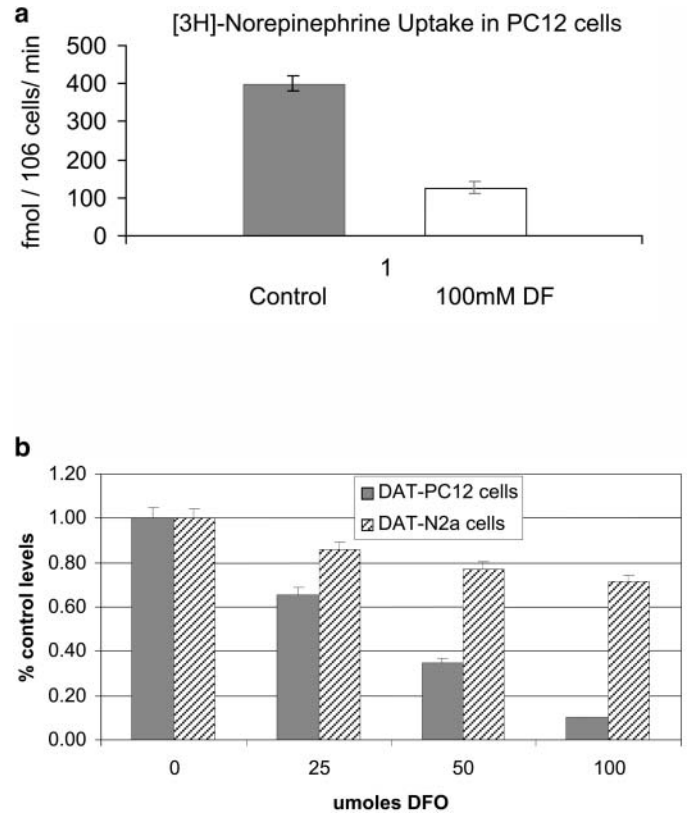 a
[3H]-Norepinephrine Uptake in PC12 cells
fmol / 106 cells/ min
500
400
300
200
100
0
1
Control 100mM DF
b
% control levels
1.20
1.00
0.80
0.60
0.40
0.20
0.00
DAT-PC12 cells
DAT-N2a cells
0 25 50 100
umoles DFO